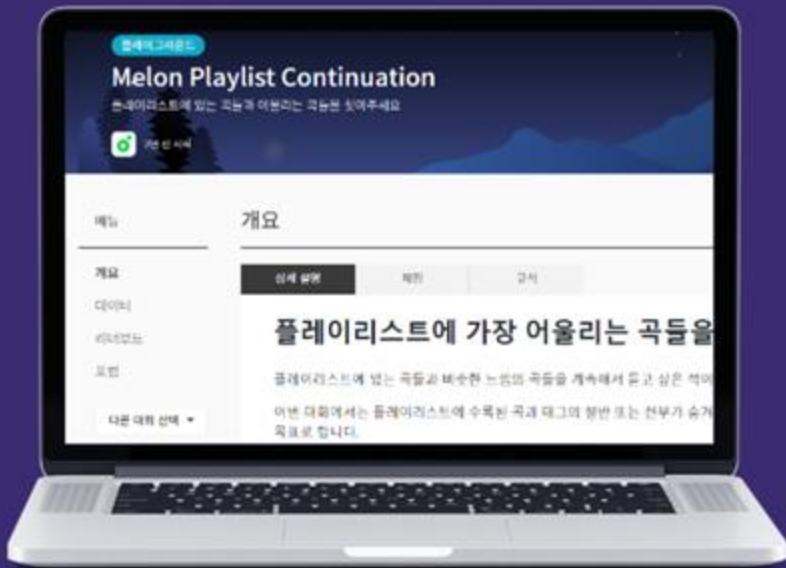 플레이그라운드
Melon Playlist Continuation
플레이리스트에 있는 곡들과 어울리는 곡들을 찾아주세요
메뉴
개요
개요
상세 설명
규칙
데이터
리더보드
포럼
다른 대회 선택
플레이리스트에 가장 어울리는 곡들을
플레이리스트에 있는 곡들과 비슷한 느낌의 곡들을 계속해서 듣고 싶은 적이
이번 대회에서는 플레이리스트에 수록된 곡과 태그의 절반 또는 전부가 숨겨
목표로 합니다.